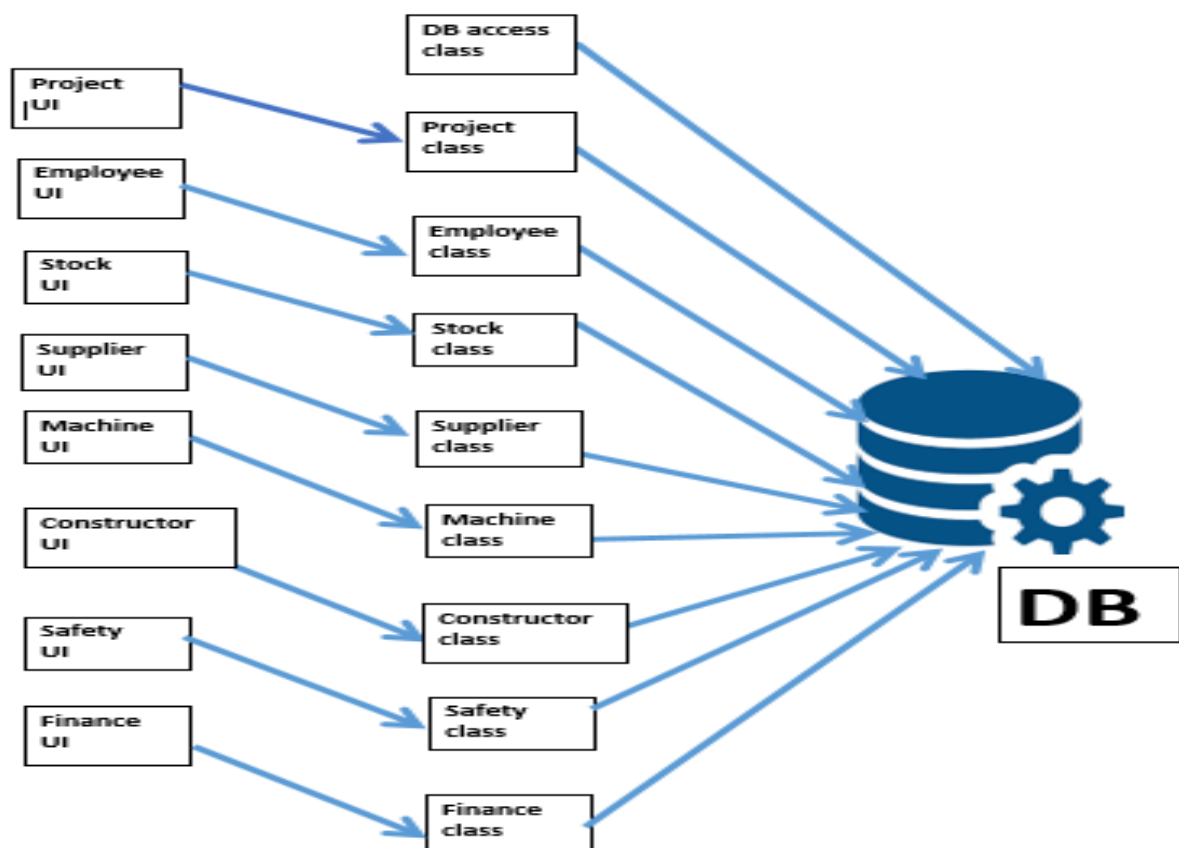 Project
UI
Employee
UI
Stock
UI
Supplier
UI
Machine
UI
Constructor
UI
Safety
UI
Finance
UI
DB access
class
Project
class
Employee
class
Stock
class
Supplier
class
Machine
class
Constructor
class
Safety
class
Finance
class
DB